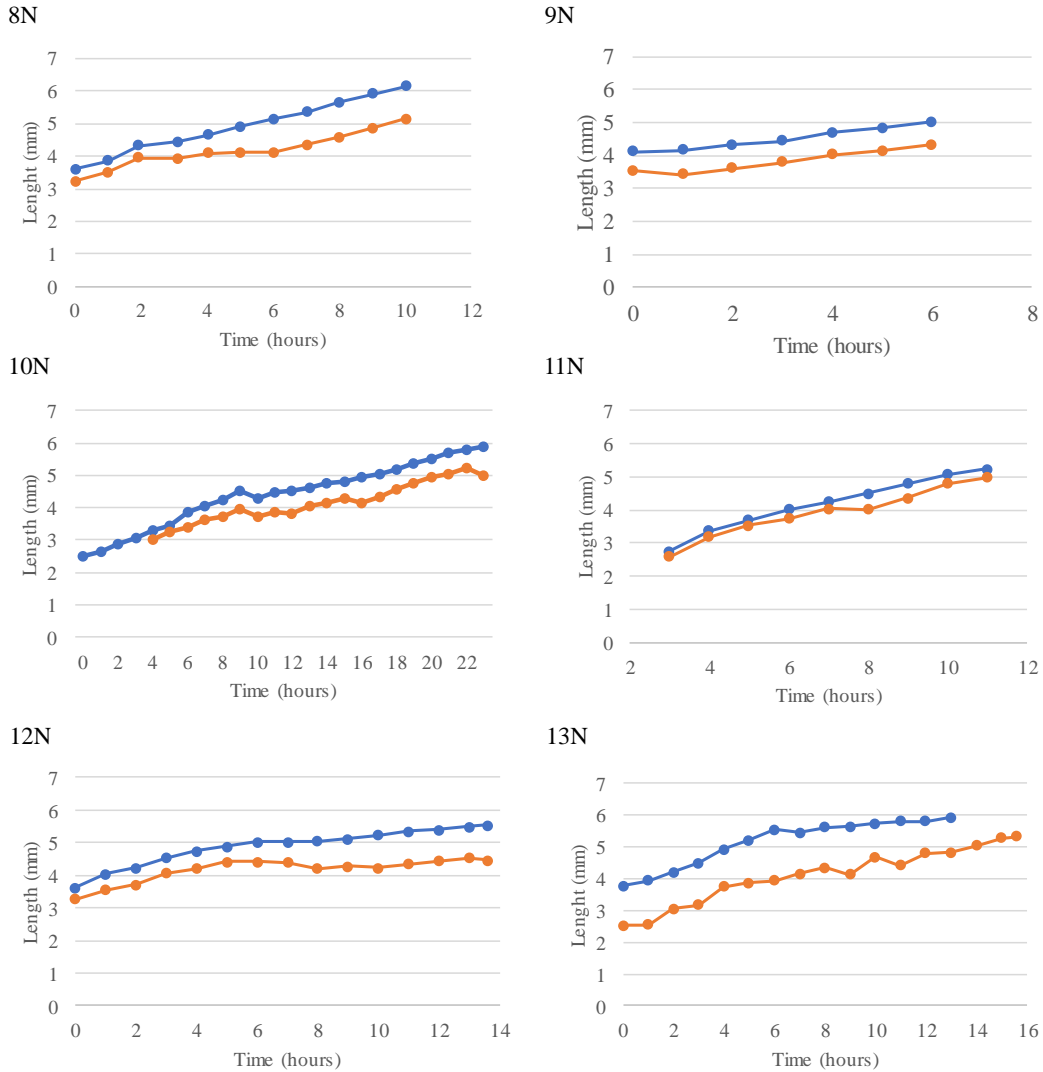 8N
7
6
5
4
3
2
1
0
Lenght (mm)
0 2 4 6 8 10 12
Time (hours)
9N
7
6
5
4
3
2
1
0
Length (mm)
0 2 4 6 8
Time (hours)
10N
7
6
5
4
3
2
1
0
Length (mm)
0 2 4 6 8 10 12 14 16 18 20 22
Time (hours)
11N
7
6
5
4
3
2
1
0
Length (mm)
2 4 6 8 10 12
Time (hours)
12N
7
6
5
4
3
2
1
0
Lenght (mm)
0 2 4 6 8 10 12 14
Time (hours)
13N
7
6
5
4
3
2
1
0
Lenght (mm)
0 2 4 6 8 10 12 14 16
Time (hours)